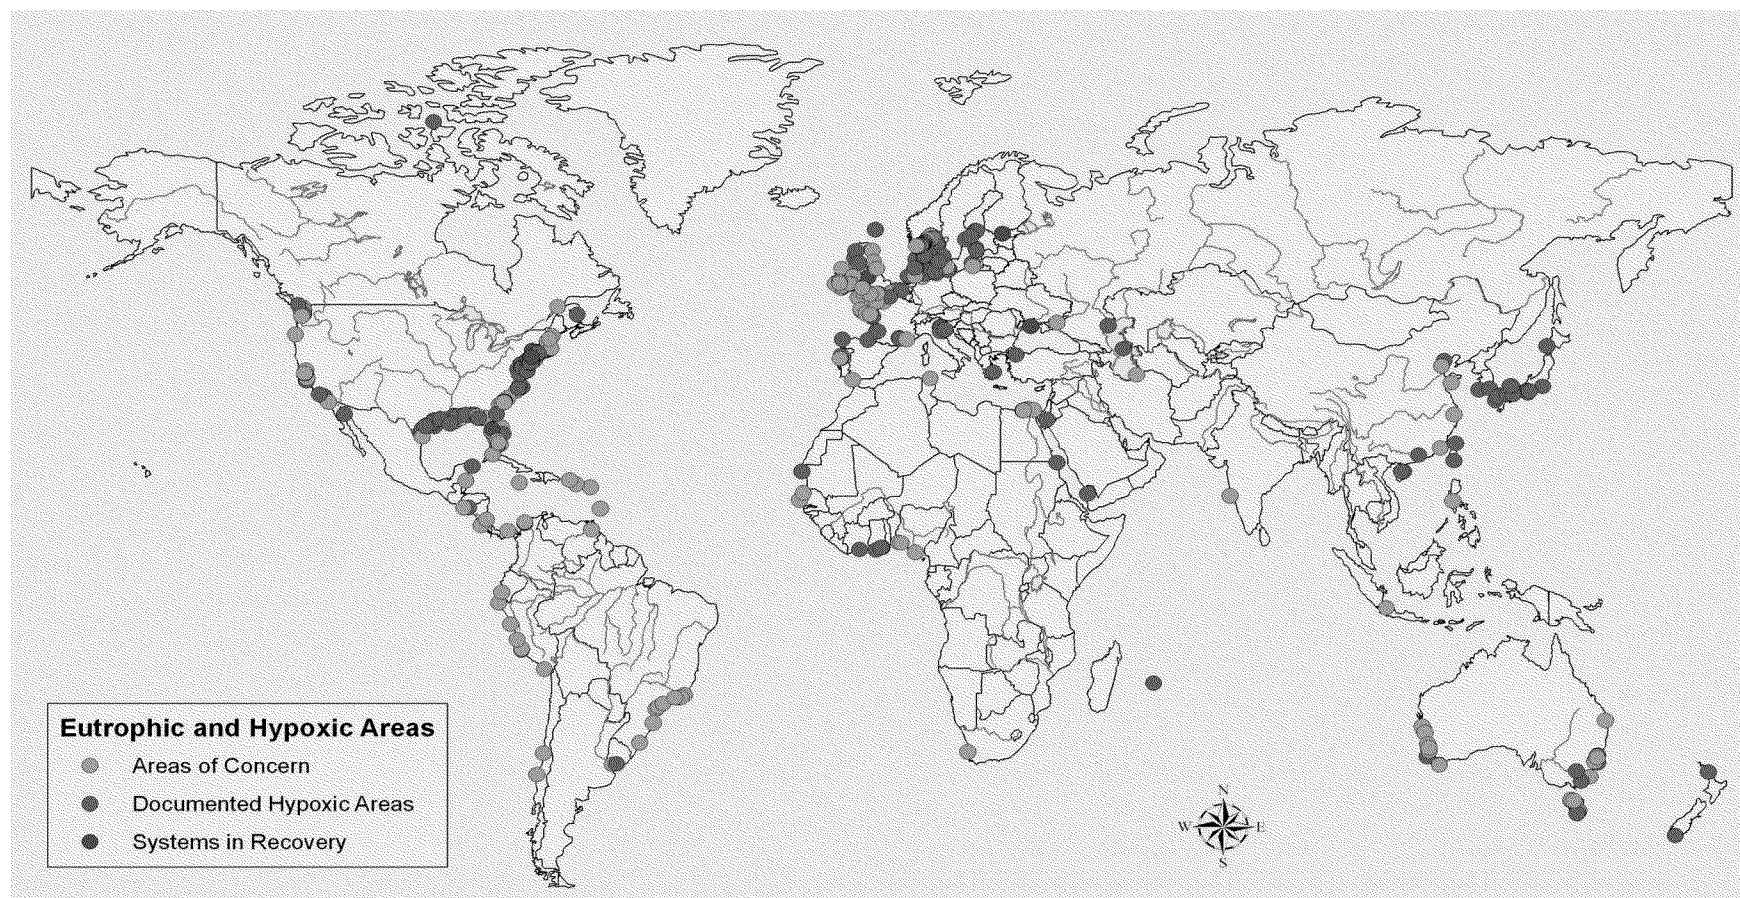 Eutrophic and Hypoxic Areas
Areas of Concern
Documented Hypoxic Areas
Systems in Recovery
N
W E
S